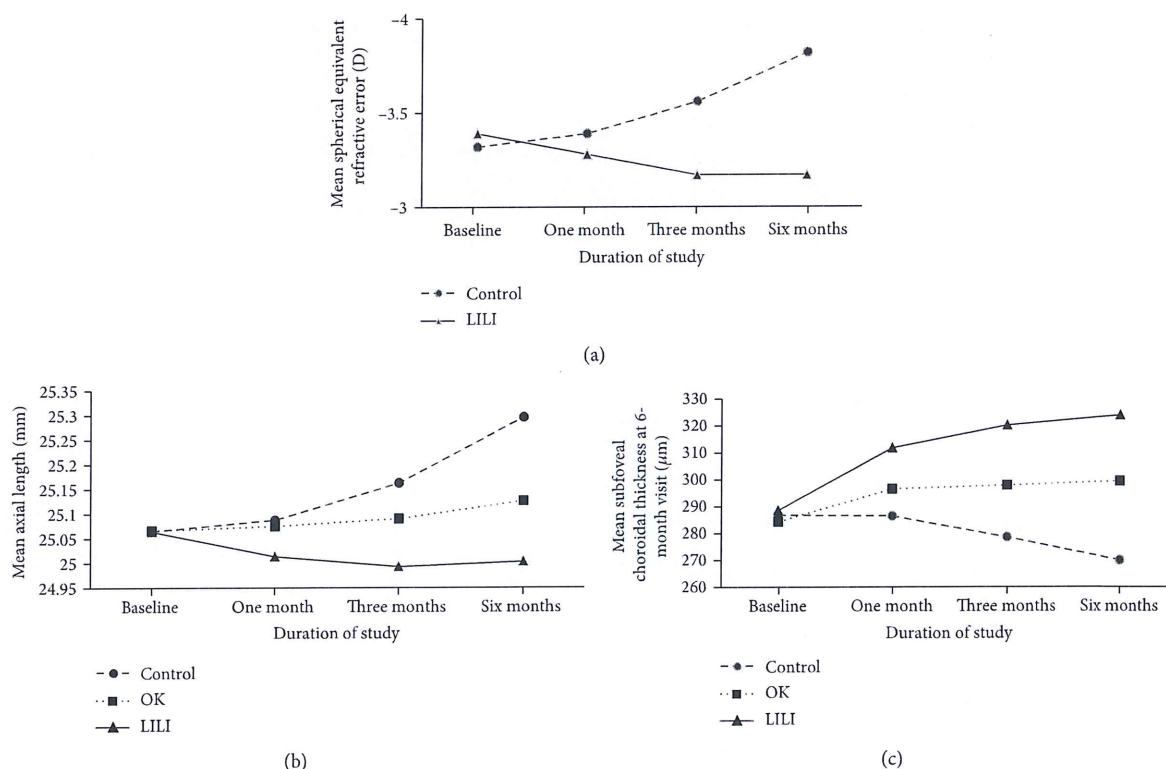 Mean spherical equivalent
refractive error (D)
−4
−3.5
−3
Baseline
One month
Three months
Six months
Duration of study
Control
LILI
(a)
Mean axial length (mm)
25.35
25.3
25.25
25.2
25.15
25.1
25.05
25
24.95
Baseline
One month
Three months
Six months
Duration of study
Control
OK
LILI
(b)
Mean subfoveal
choroidal thickness at 6-
month visit (μm)
330
320
310
300
290
280
270
260
Baseline
One month
Three months
Six months
Duration of study
Control
OK
LILI
(c)